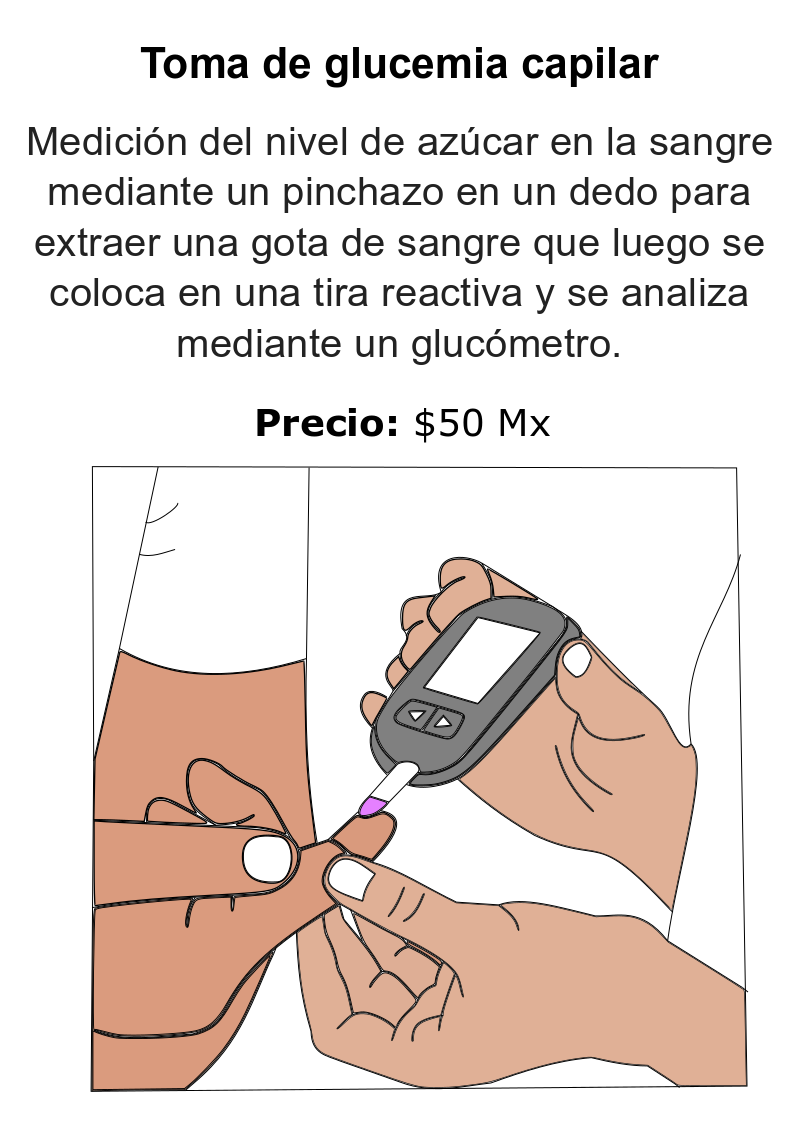 Toma de glucemia capilar
Medición del nivel de azúcar en la sangre
mediante un pinchazo en un dedo para
extraer una gota de sangre que luego se
coloca en una tira reactiva y se analiza
mediante un glucómetro.
Precio: $50 Mx